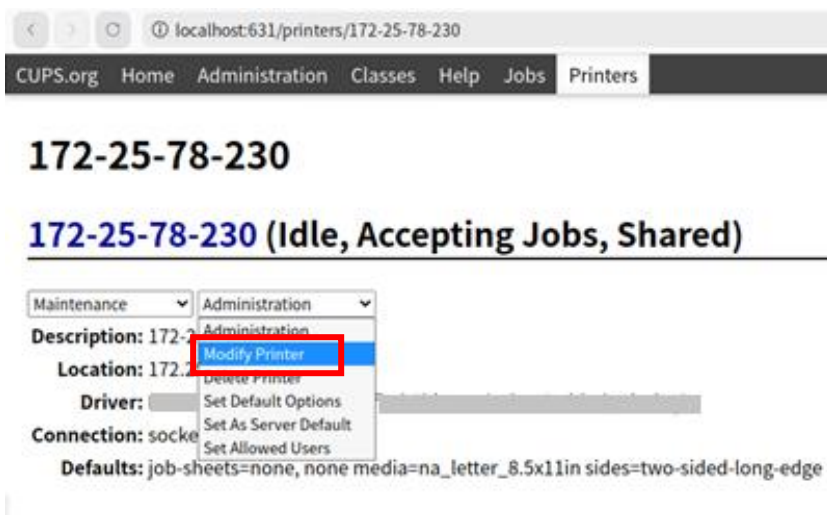 localhost:631/printers/172-25-78-230
CUPS.org Home Administration Classes Help Jobs Printers
172-25-78-230
172-25-78-230 (Idle, Accepting Jobs, Shared)
Maintenance Administration
Description: 172-2 Administration
Modify Printer
Location: 172.2
Delete Printer
Driver: Set Default Options
Set As Server Default
Connection: socke
Set Allowed Users
Defaults: job-sheets=none, none media=na_letter_8.5x11in sides=two-sided-long-edge